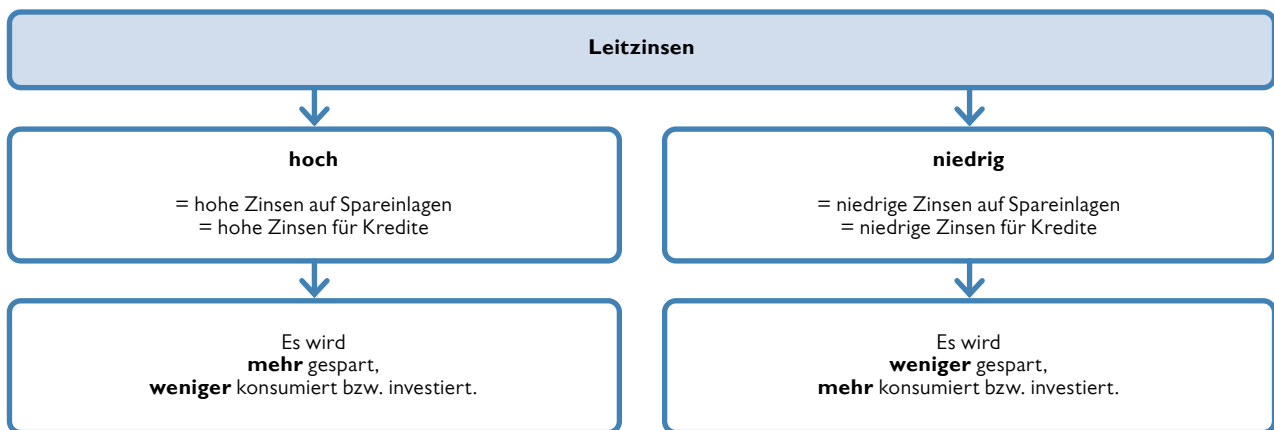 Leitzinsen
hoch
= hohe Zinsen auf Spareinlagen
= hohe Zinsen für Kredite
Es wird
mehr gespart,
weniger konsumiert bzw. investiert.
niedrig
= niedrige Zinsen auf Spareinlagen
= niedrige Zinsen für Kredite
Es wird
weniger gespart,
mehr konsumiert bzw. investiert.